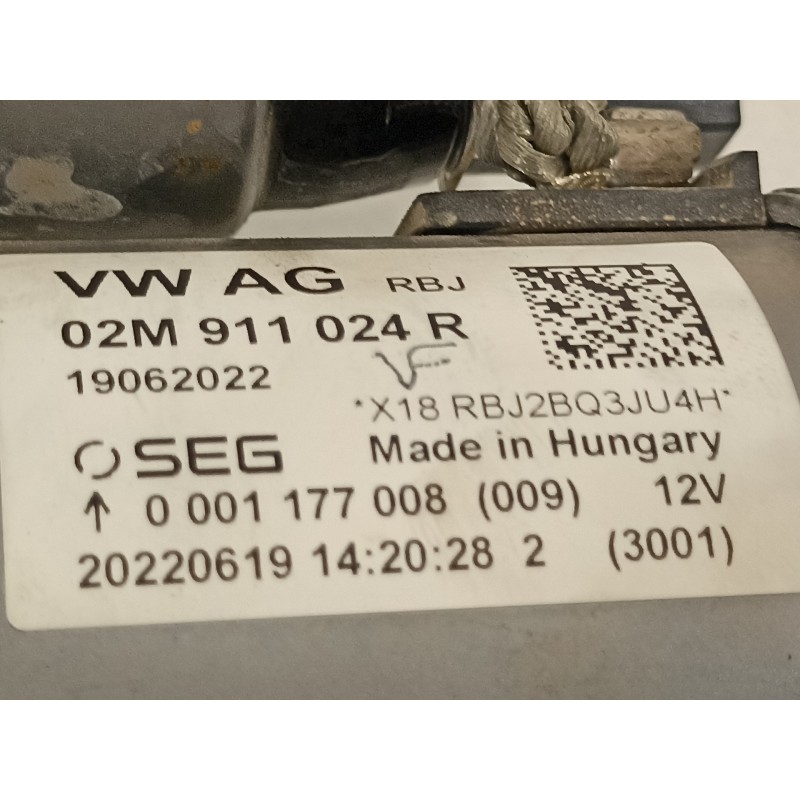 VW AG RBJ
02M 911 024 R
19062022
*X18 RBJ2BQ3JU4H*
SEG Made in Hungary
↑ 0 001 177 008 (009) 12V
20220619 14:20:28 2 (3001)